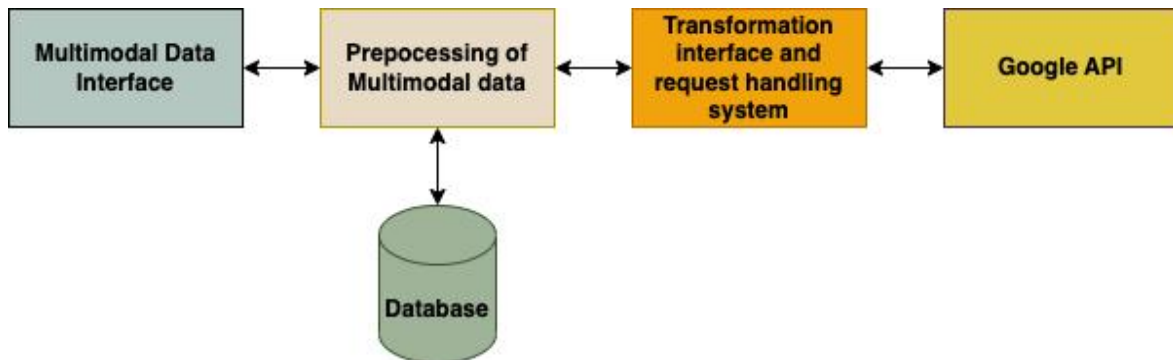 Multimodal Data
Interface
Prepocessing of
Multimodal data
Transformation
interface and
request handling
system
Google API
Database